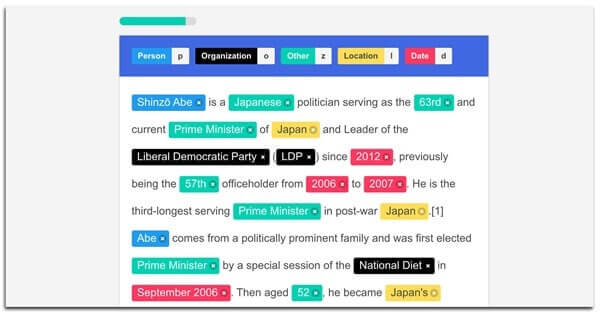 Person p Organization o Other z Location l Date d
Shinzō Abe is a Japanese politician serving as the 63rd and
current Prime Minister of Japan and Leader of the
Liberal Democratic Party (LDP) since 2012, previously
being the 57th officeholder from 2006 to 2007. He is the
third-longest serving Prime Minister in post-war Japan.[1]
Abe comes from a politically prominent family and was first elected
Prime Minister by a special session of the National Diet in
September 2006. Then aged 52, he became Japan's